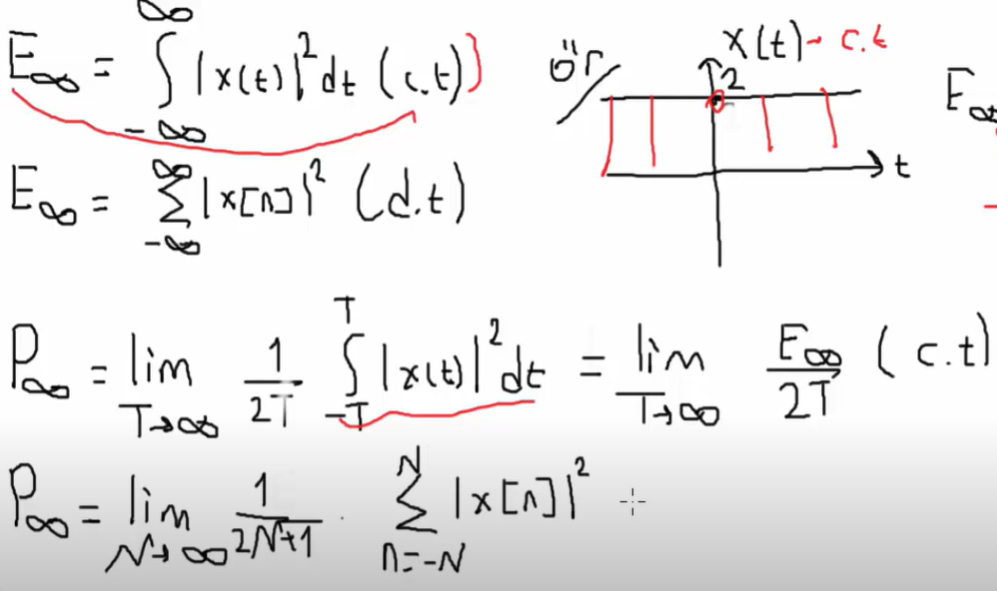 E∞ = ∫_{-∞}^{∞} |x(t)|² dt (c.t)
ör/ x(t) → c.t
2
t
E∞
E∞ = Σ_{-∞}^{∞} |x[n]|² (d.t)
P∞ = lim_{T→∞} 1/2T ∫_{-T}^{T} |x(t)|² dt = lim_{T→∞} E∞/2T (c.t)
P∞ = lim_{N→∞} 1/2N+1 · Σ_{n=-N}^{N} |x[n]|²